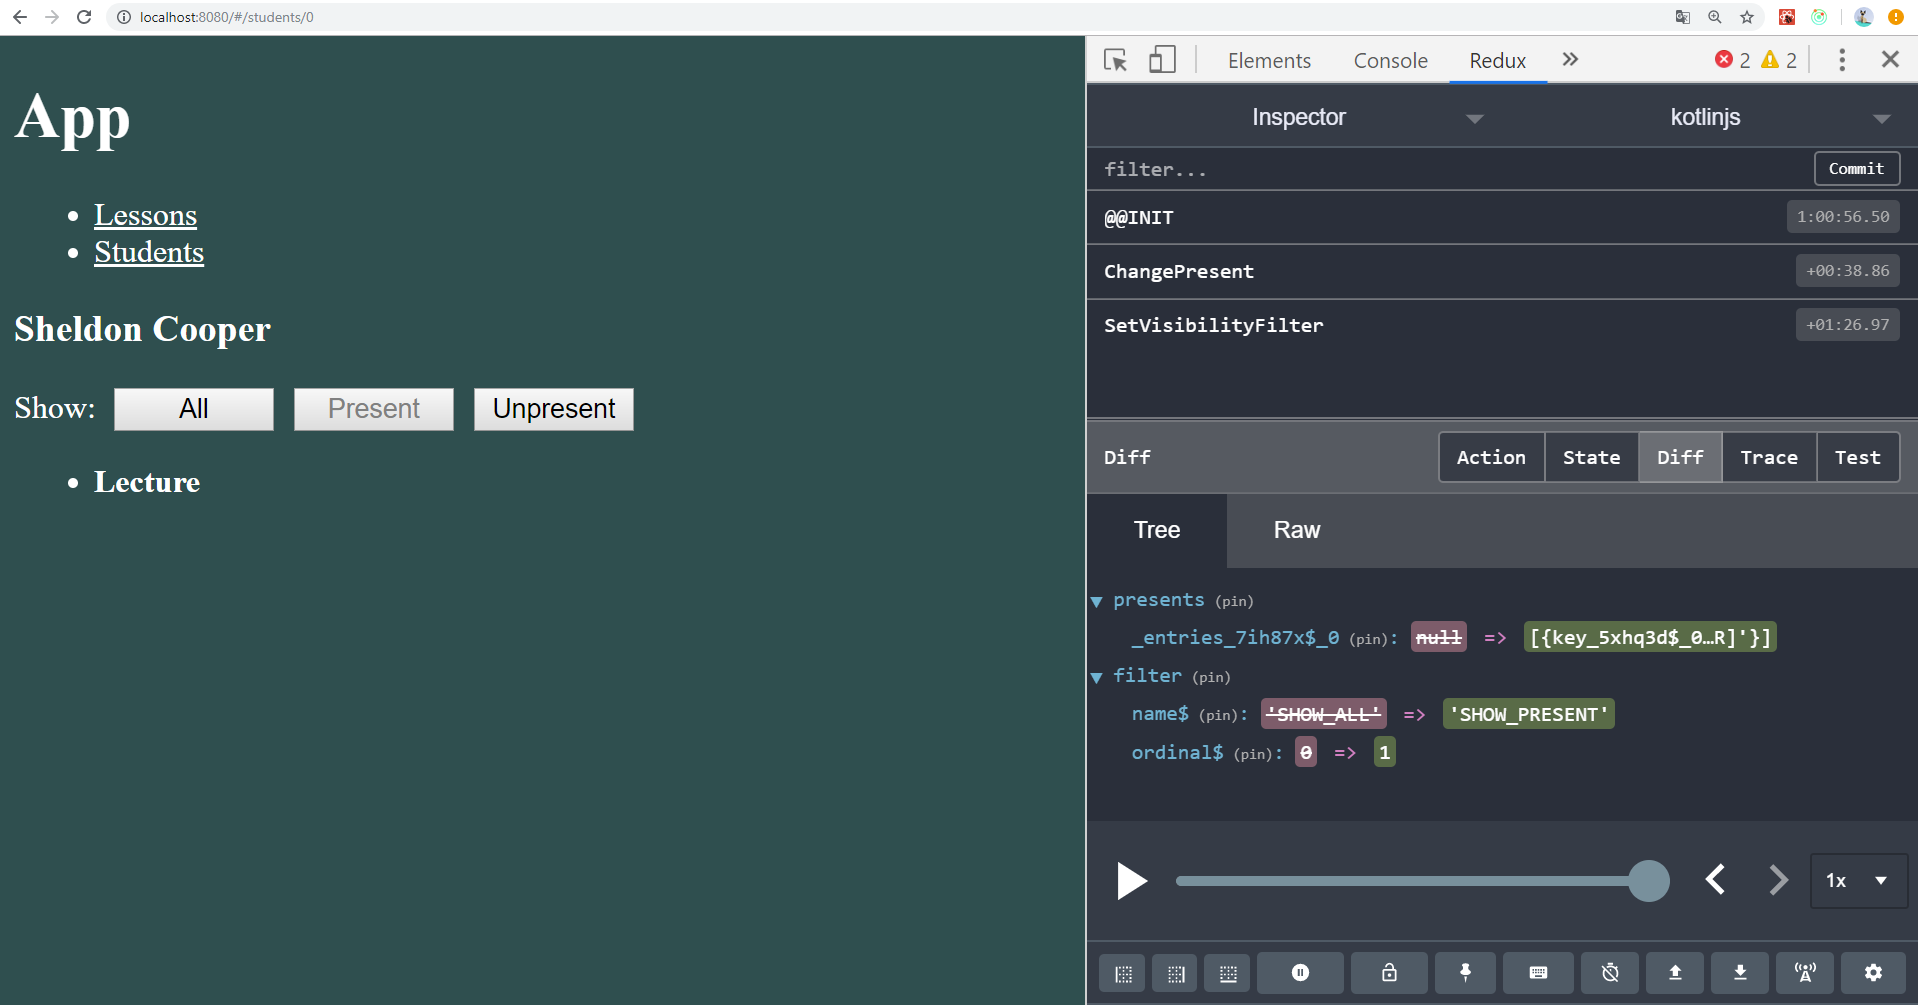 localhost:8080/#/students/0
App
Lessons
Students
Sheldon Cooper
Show: All Present Unpresent
Lecture
Elements Console Redux 2 2
Inspector kotlinjs
filter... Commit
@@INIT 1:00:56.50
ChangePresent +00:38.86
SetVisibilityFilter +01:26.97
Diff Action State Diff Trace Test
Tree Raw
presents (pin)
_entries_7ih87x$_0 (pin): null => [{key_5xhq3d$_0…R]'}]
filter (pin)
name$ (pin): 'SHOW_ALL' => 'SHOW_PRESENT'
ordinal$ (pin): 0 => 1
1x